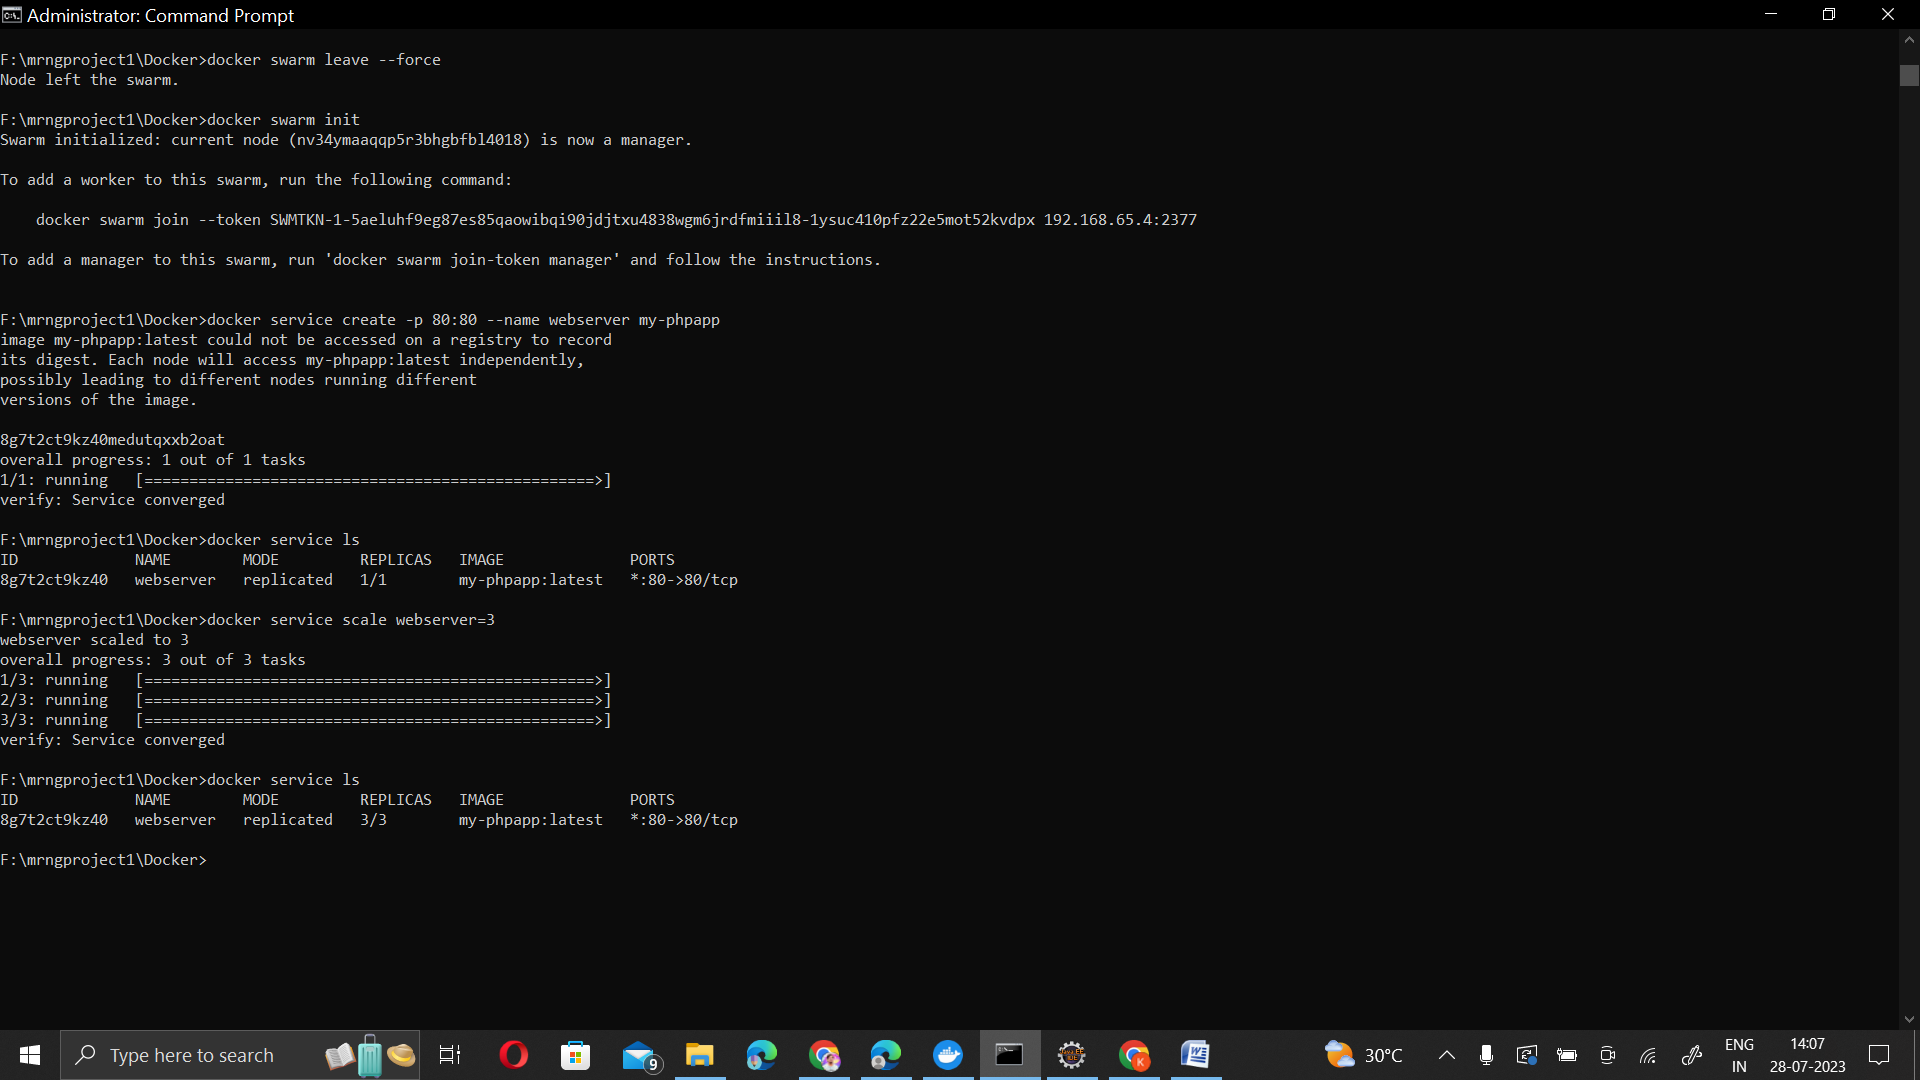 Administrator: Command Prompt
F:\mrngproject1\Docker>docker swarm leave --force
Node left the swarm.
F:\mrngproject1\Docker>docker swarm init
Swarm initialized: current node (nv34ymaaqqp5r3bhgbfbl4018) is now a manager.
To add a worker to this swarm, run the following command:
docker swarm join --token SWMTKN-1-5aeluhf9eg87es85qaowibqi90jdjtxu4838wgm6jrdfmiiil8-1ysuc410pfz22e5mot52kvdpx 192.168.65.4:2377
To add a manager to this swarm, run 'docker swarm join-token manager' and follow the instructions.
F:\mrngproject1\Docker>docker service create -p 80:80 --name webserver my-phpapp
image my-phpapp:latest could not be accessed on a registry to record
its digest. Each node will access my-phpapp:latest independently,
possibly leading to different nodes running different
versions of the image.
8g7t2ct9kz40medutqxxb2oat
overall progress: 1 out of 1 tasks
1/1: running   [==================================================>]
verify: Service converged
F:\mrngproject1\Docker>docker service ls
ID             NAME        MODE         REPLICAS   IMAGE              PORTS
8g7t2ct9kz40   webserver   replicated   1/1        my-phpapp:latest   *:80->80/tcp
F:\mrngproject1\Docker>docker service scale webserver=3
webserver scaled to 3
overall progress: 3 out of 3 tasks
1/3: running   [==================================================>]
2/3: running   [==================================================>]
3/3: running   [==================================================>]
verify: Service converged
F:\mrngproject1\Docker>docker service ls
ID             NAME        MODE         REPLICAS   IMAGE              PORTS
8g7t2ct9kz40   webserver   replicated   3/3        my-phpapp:latest   *:80->80/tcp
F:\mrngproject1\Docker>
Type here to search
9
K
30°C
ENG
IN
14:07
28-07-2023